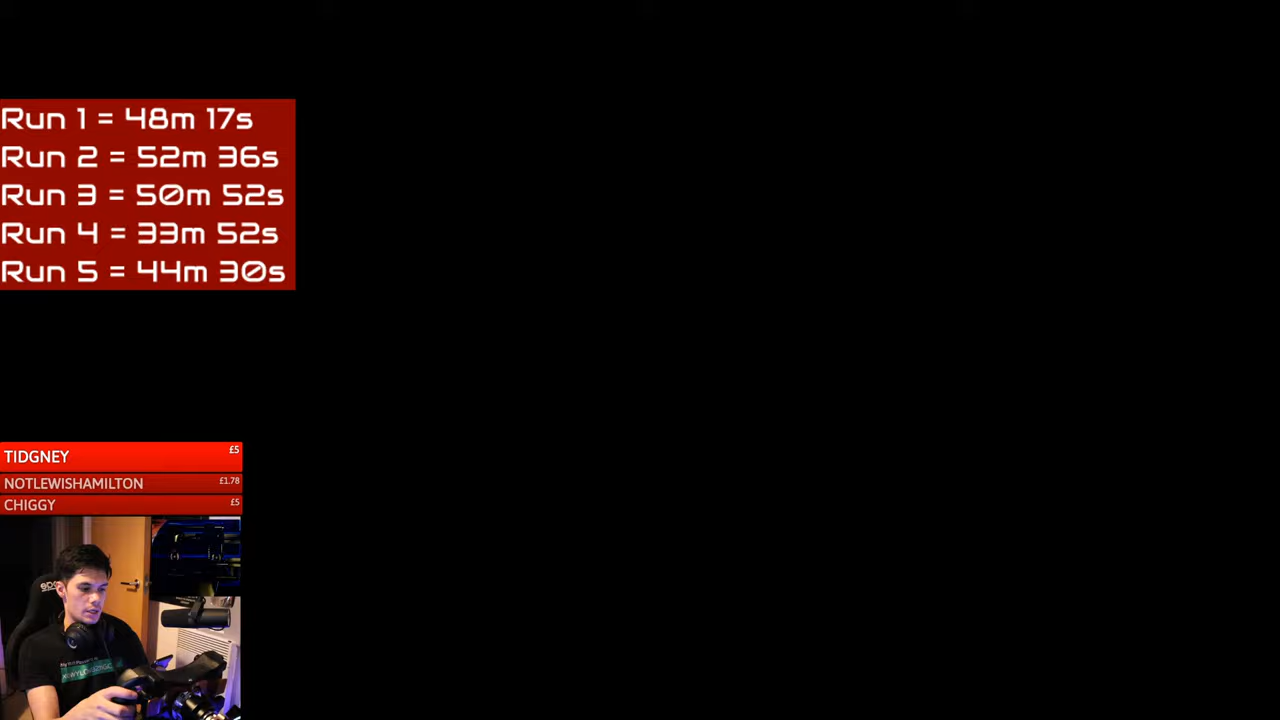 Run 1 = 48m 17s
Run 2 = 52m 36s
Run 3 = 50m 52s
Run 4 = 33m 52s
Run 5 = 44m 30s
TIDGNEY £5
NOTLEWISHAMILTON £1.78
CHIGGY £5